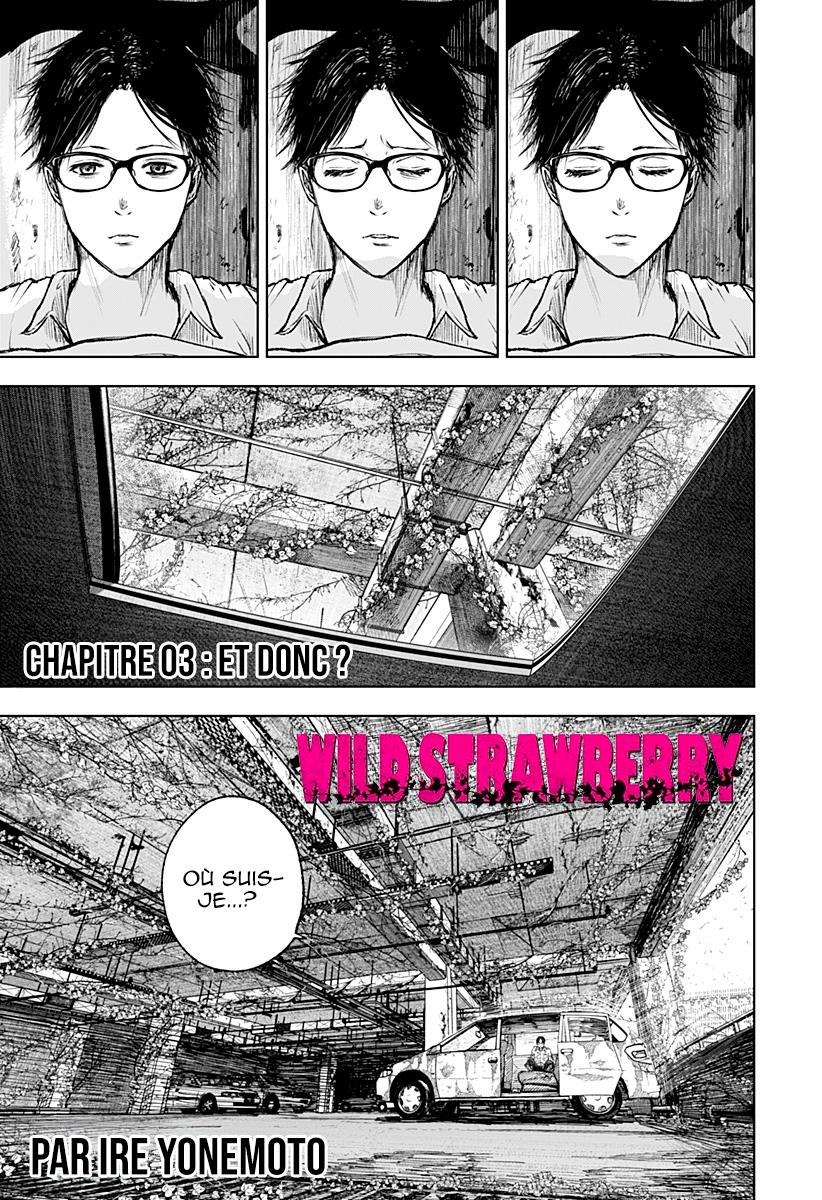 CHAPITRE 03 : ET DONC ?
WILD STRAWBERRY
OÙ SUIS-
JE...?
PAR IRE YONEMOTO